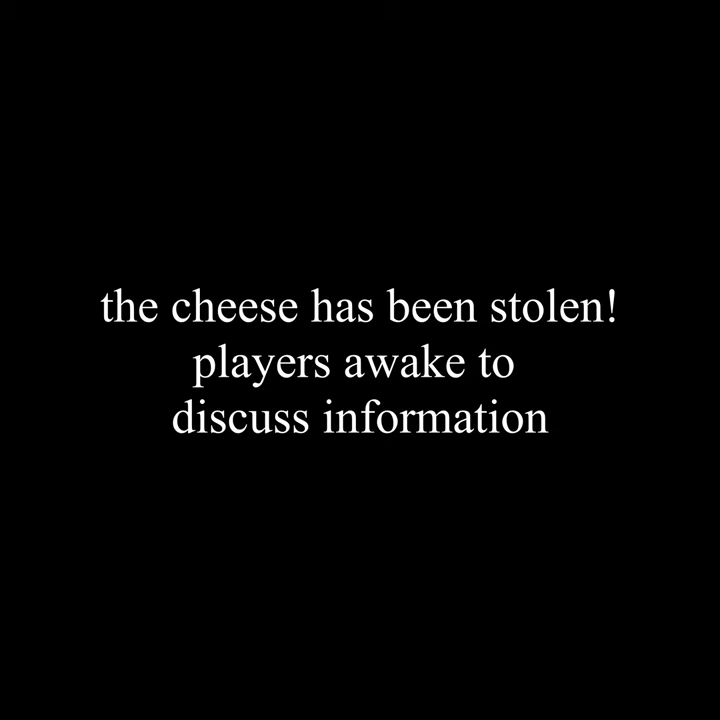 the cheese has been stolen!
players awake to
discuss information